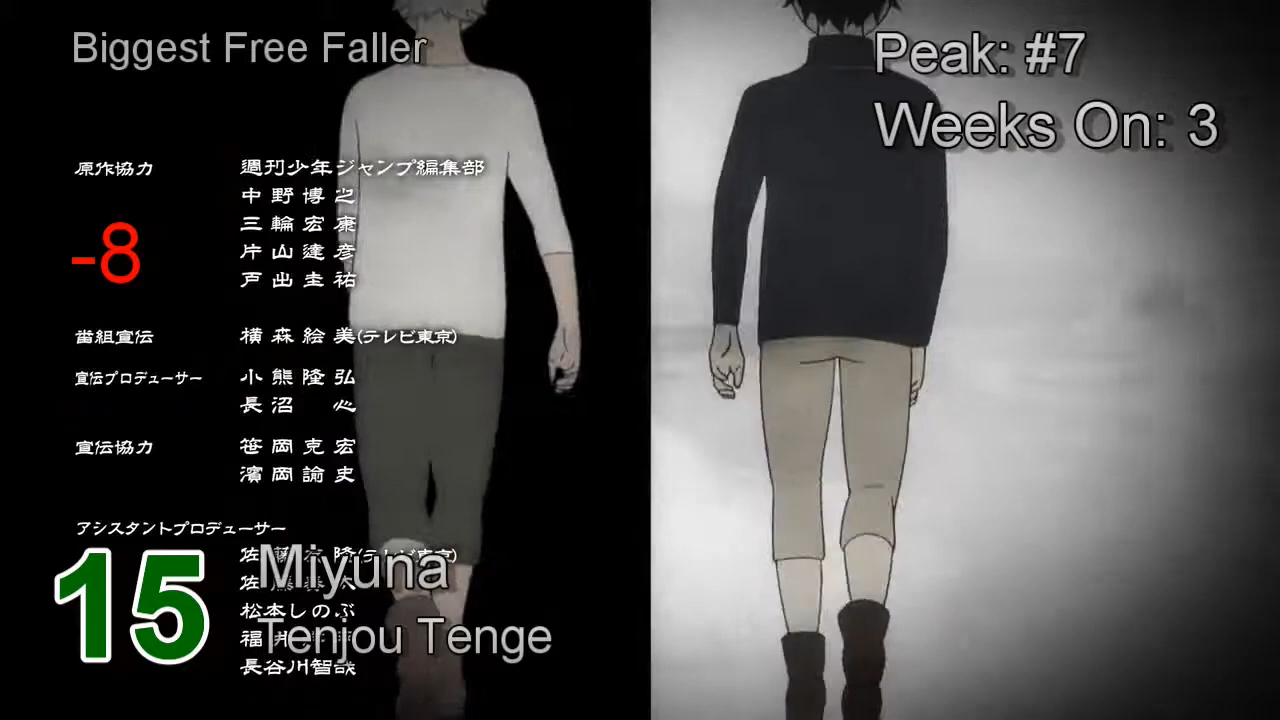 Biggest Free Faller
Peak: #7
Weeks On: 3
原作協力
週刊少年ジャンプ編集部
中野博之
三輪宏康
片山達彦
戸出圭祐
-8
番組宣伝
横森絵美(テレビ東京)
宣伝プロデューサー
小熊隆弘
長沼 心
宣伝協力
笹岡克宏
濱岡諭史
アシスタントプロデューサー
15
Miyuna
松本しのぶ
Tenjou Tenge
長谷川智哉